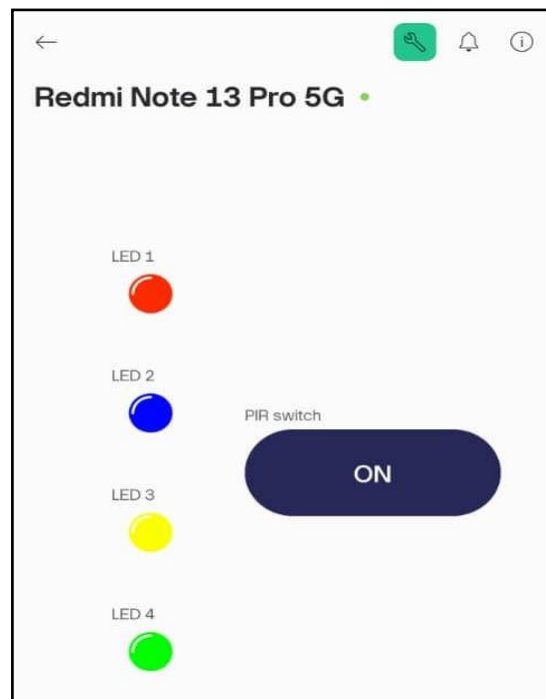 Redmi Note 13 Pro 5G
LED 1
LED 2
PIR switch
ON
LED 3
LED 4